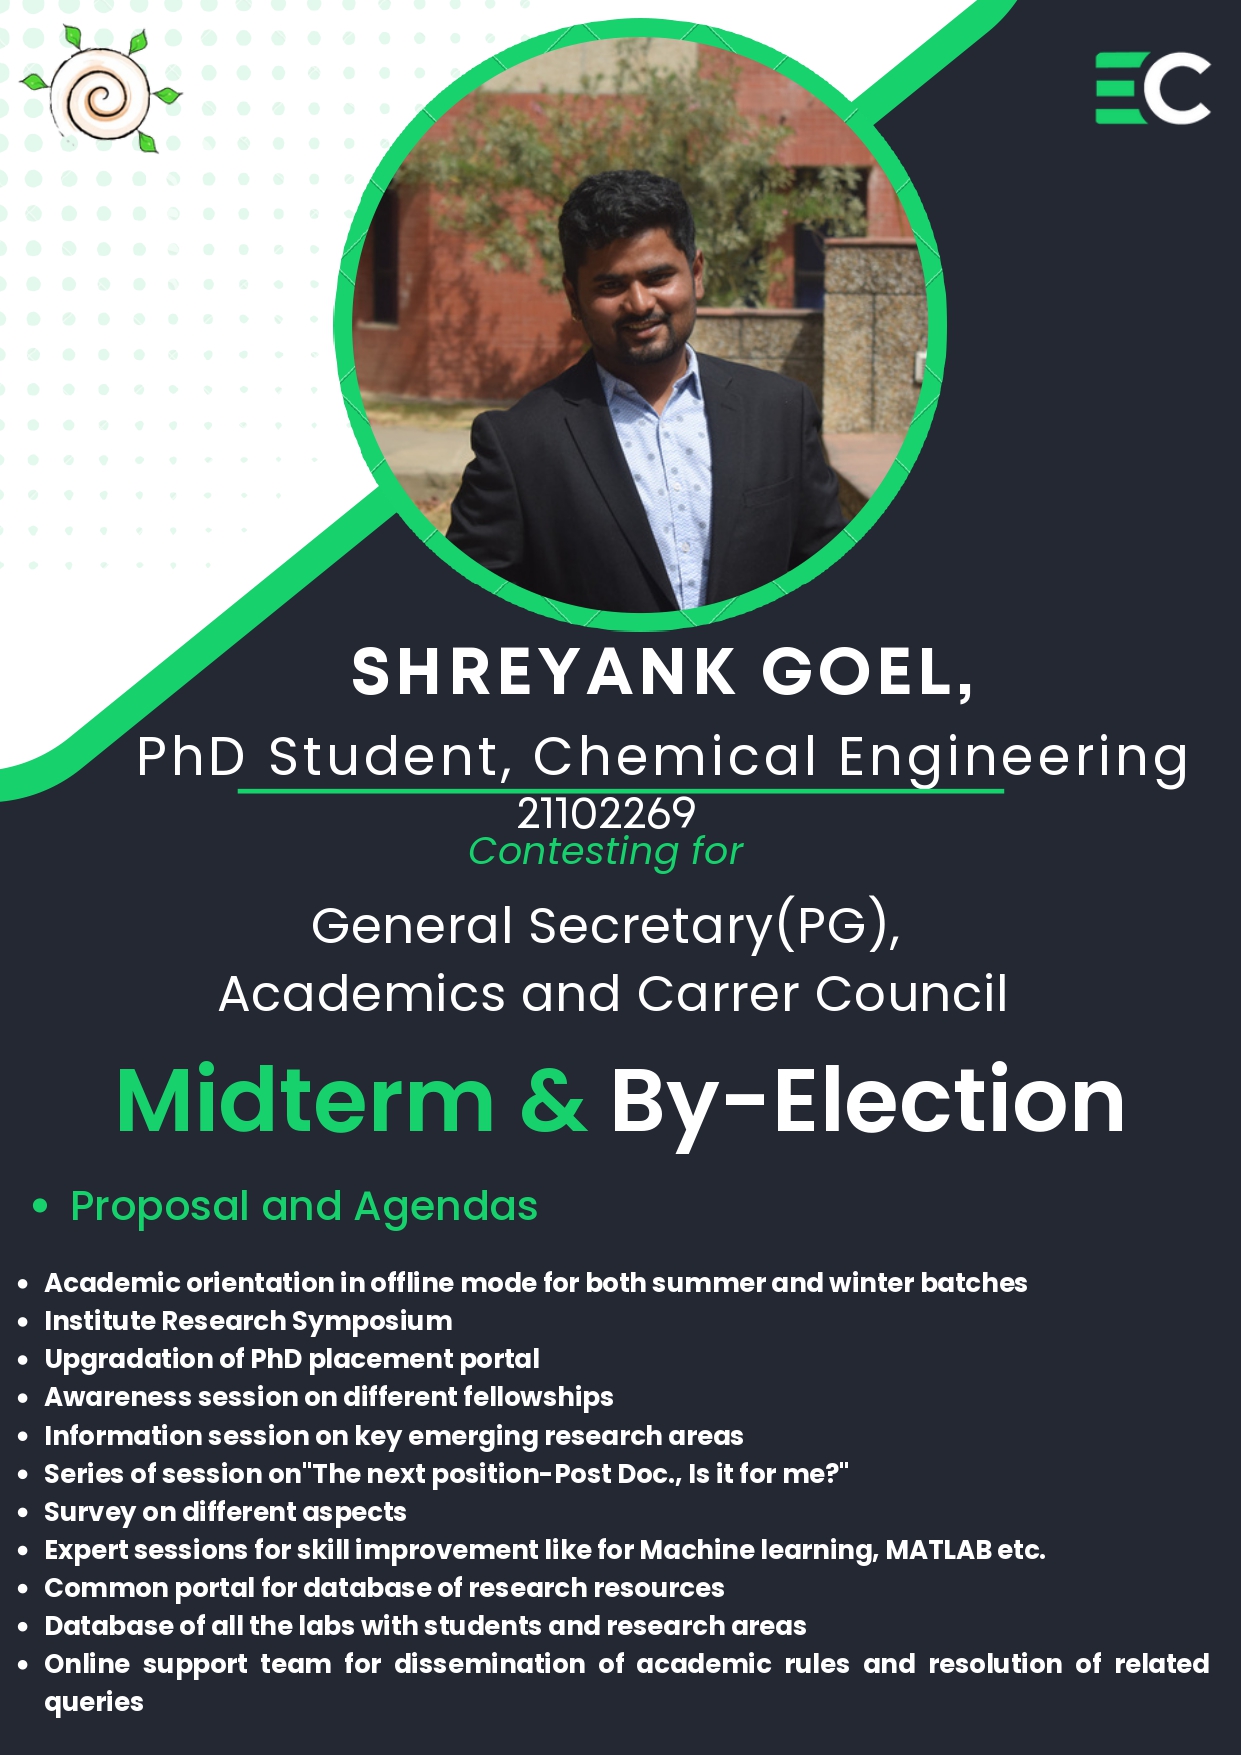 EC
SHREYANK GOEL,
PhD Student, Chemical Engineering
21102269
Contesting for
General Secretary(PG),
Academics and Carrer Council
Midterm & By-Election
• Proposal and Agendas
• Academic orientation in offline mode for both summer and winter batches
• Institute Research Symposium
• Upgradation of PhD placement portal
• Awareness session on different fellowships
• Information session on key emerging research areas
• Series of session on"The next position-Post Doc., Is it for me?"
• Survey on different aspects
• Expert sessions for skill improvement like for Machine learning, MATLAB etc.
• Common portal for database of research resources
• Database of all the labs with students and research areas
• Online support team for dissemination of academic rules and resolution of related
queries